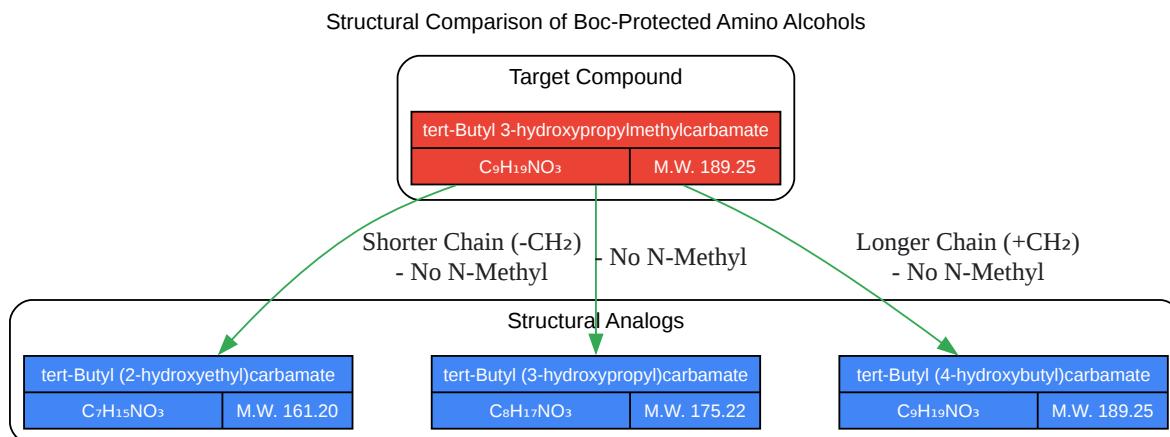 Structural Comparison of Boc-Protected Amino Alcohols
Target Compound
tert-Butyl 3-hydroxypropylmethylcarbamate
C₉H₁₉NO₃ M.W. 189.25
Shorter Chain (-CH₂)
- No N-Methyl
- No N-Methyl
Longer Chain (+CH₂)
- No N-Methyl
Structural Analogs
tert-Butyl (2-hydroxyethyl)carbamate
C₇H₁₅NO₃ M.W. 161.20
tert-Butyl (3-hydroxypropyl)carbamate
C₈H₁₇NO₃ M.W. 175.22
tert-Butyl (4-hydroxybutyl)carbamate
C₉H₁₉NO₃ M.W. 189.25